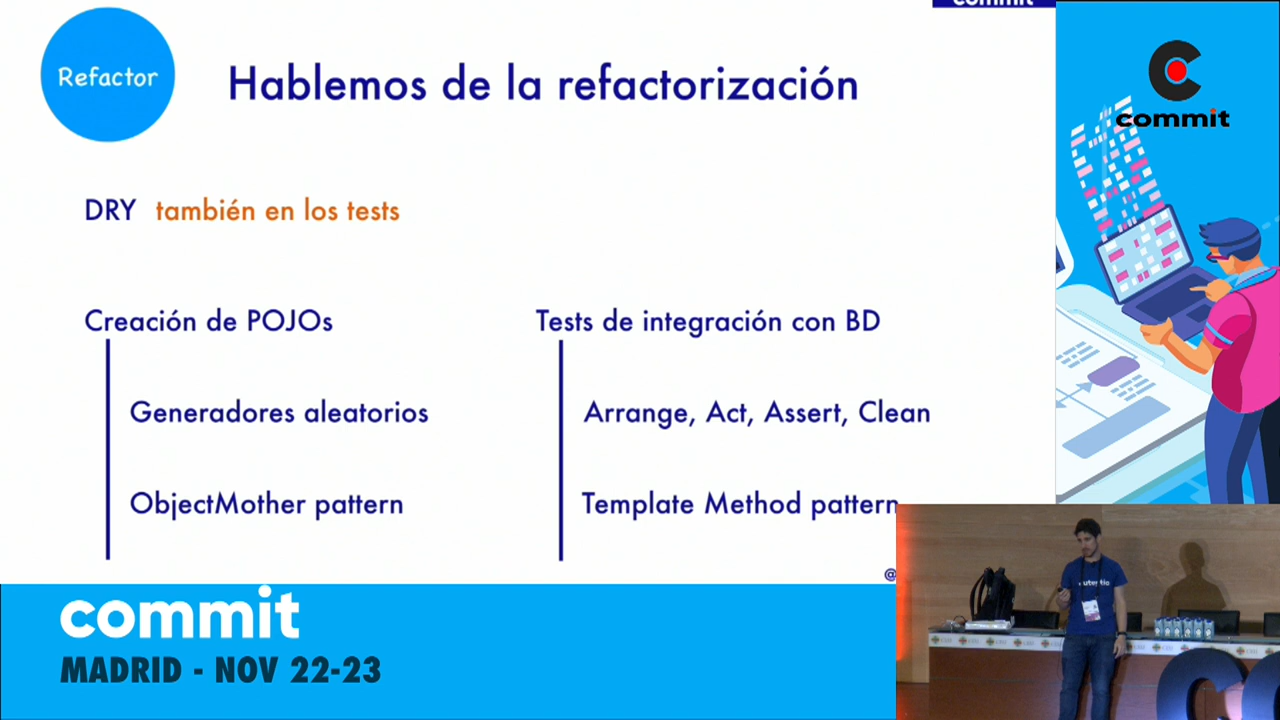 commit
Refactor
Hablemos de la refactorización
commit
DRY también en los tests
Creación de POJOs
Tests de integración con BD
Generadores aleatorios
Arrange, Act, Assert, Clean
ObjectMother pattern
Template Method pattern
@
commit
MADRID - NOV 22-23